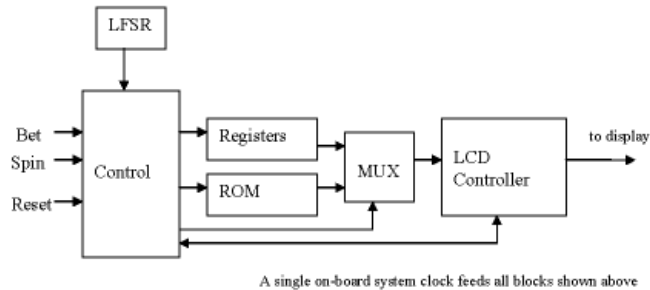 LFSR
Bet
Spin
Reset
Control
Registers
ROM
MUX
LCD
Controller
to display
A single on-board system clock feeds all blocks shown above